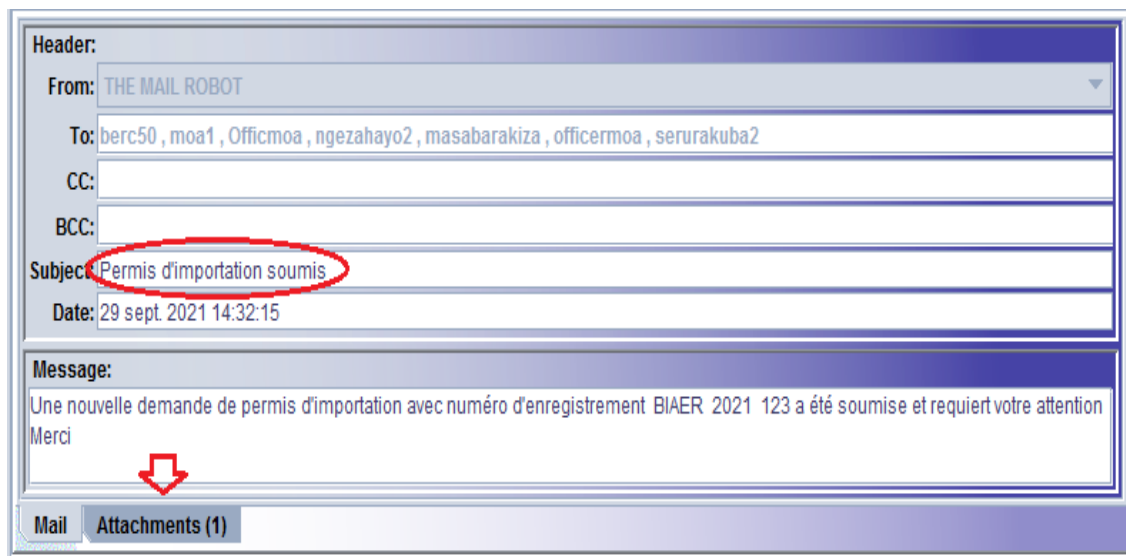 Header:
From: THE MAIL ROBOT
To: berc50 , moa1 , Officmoa , ngezahayo2 , masabarakiza , officermoa , serurakuba2
CC:
BCC:
Subject: Permis d'importation soumis
Date: 29 sept. 2021 14:32:15
Message:
Une nouvelle demande de permis d'importation avec numéro d'enregistrement BIAER 2021 123 a été soumise et requiert votre attention
Merci
Mail Attachments (1)